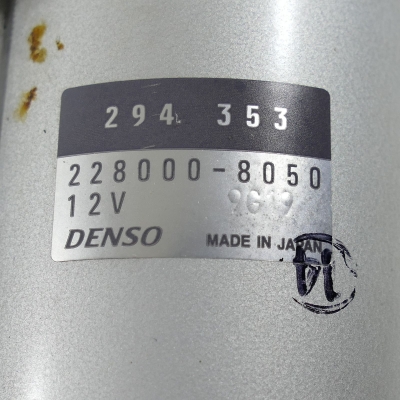 294 353
228000-8050
12V 9G19
DENSO MADE IN JAPAN